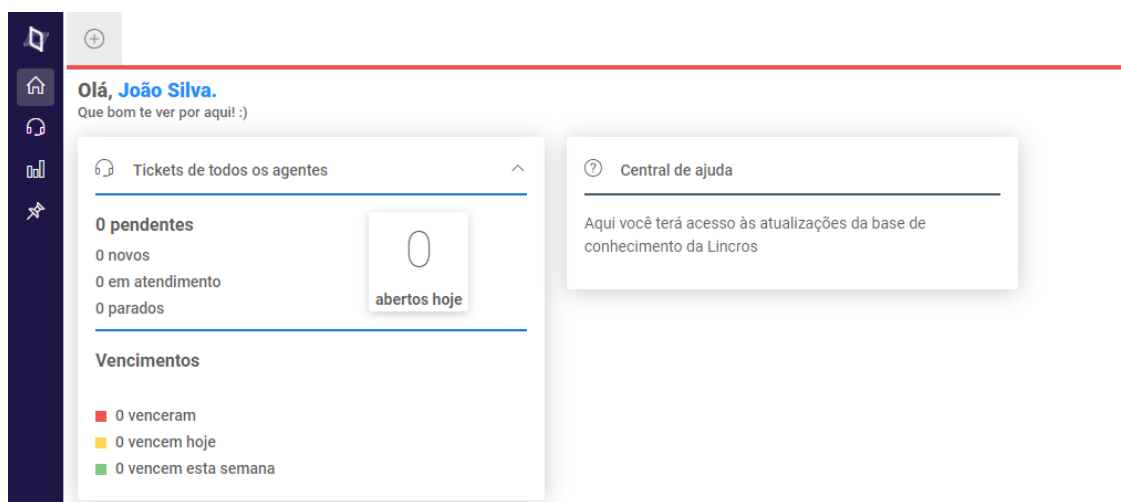 Olá, João Silva.
Que bom te ver por aqui! :)
Tickets de todos os agentes
0 pendentes
0 novos
0 em atendimento
0 parados
0
abertos hoje
Vencimentos
0 venceram
0 vencem hoje
0 vencem esta semana
Central de ajuda
Aqui você terá acesso às atualizações da base de
conhecimento da Lincros